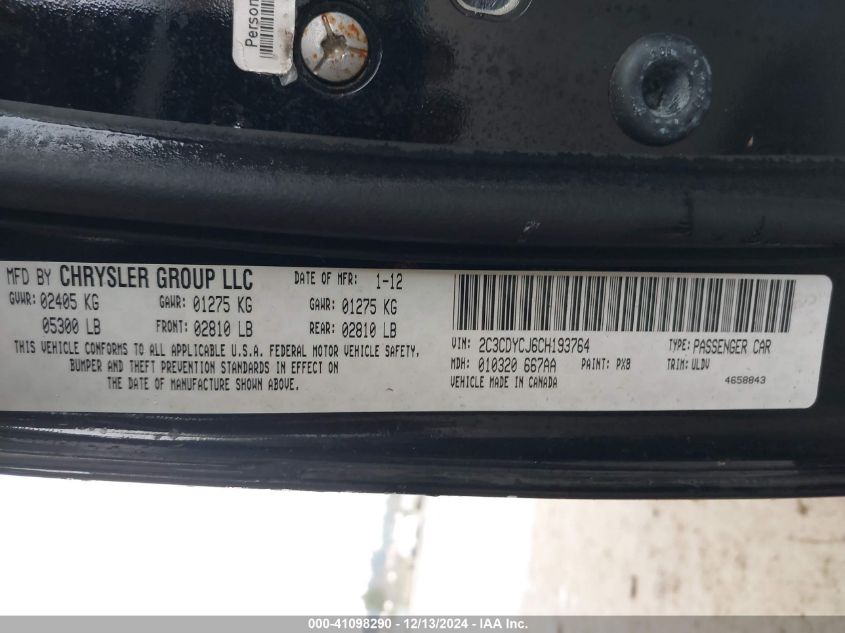 Person
MFD BY CHRYSLER GROUP LLC DATE OF MFR: 1-12
GVWR: 02405 KG GAWR: 01275 KG GAWR: 01275 KG
05300 LB FRONT: 02810 LB REAR: 02810 LB
THIS VEHICLE CONFORMS TO ALL APPLICABLE U.S.A. FEDERAL MOTOR VEHICLE SAFETY,
BUMPER AND THEFT PREVENTION STANDARDS IN EFFECT ON
THE DATE OF MANUFACTURE SHOWN ABOVE.
VIN: 2C3CDYCJ6CH193764 TYPE: PASSENGER CAR
MDH: 010320 667AA PAINT: PX8 TRIM: ULDV
VEHICLE MADE IN CANADA 4658843
000-41098290 - 12/13/2024 - IAA Inc.